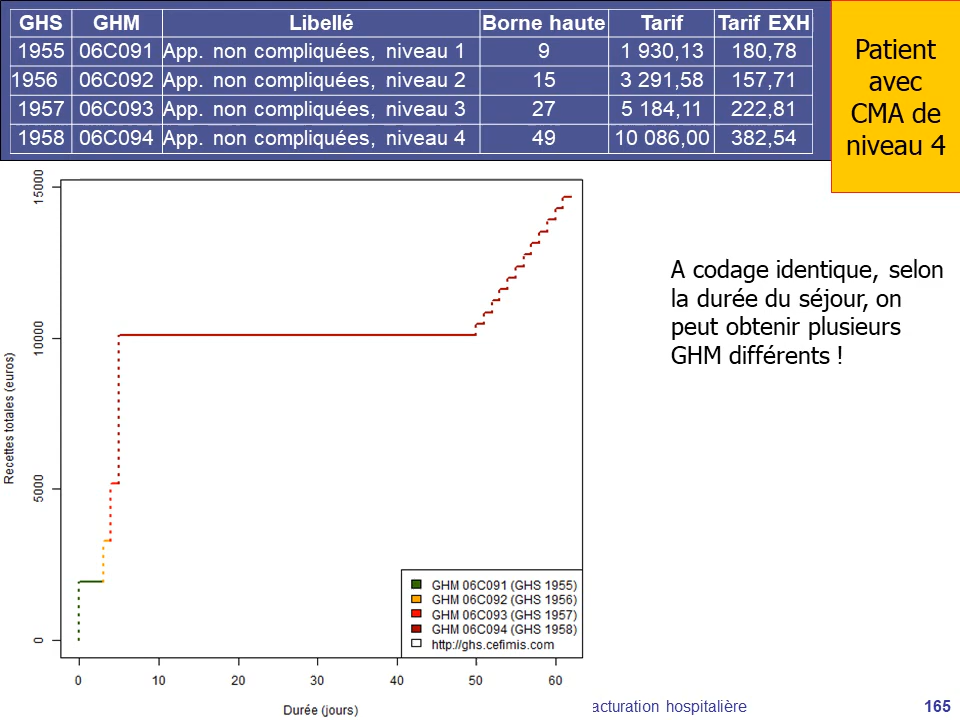 GHS GHM Libellé Borne haute Tarif Tarif EXH
1955 06C091 App. non compliquées, niveau 1 9 1 930,13 180,78
1956 06C092 App. non compliquées, niveau 2 15 3 291,58 157,71
1957 06C093 App. non compliquées, niveau 3 27 5 184,11 222,81
1958 06C094 App. non compliquées, niveau 4 49 10 086,00 382,54
Patient
avec
CMA de
niveau 4
A codage identique, selon
la durée du séjour, on
peut obtenir plusieurs
GHM différents !
Recettes totales (euros)
15000
10000
5000
0
GHM 06C091 (GHS 1955)
GHM 06C092 (GHS 1956)
GHM 06C093 (GHS 1957)
GHM 06C094 (GHS 1958)
http://ghs.cefimis.com
0 10 20 30 40 50 60
Durée (jours)
acturation hospitalière
165